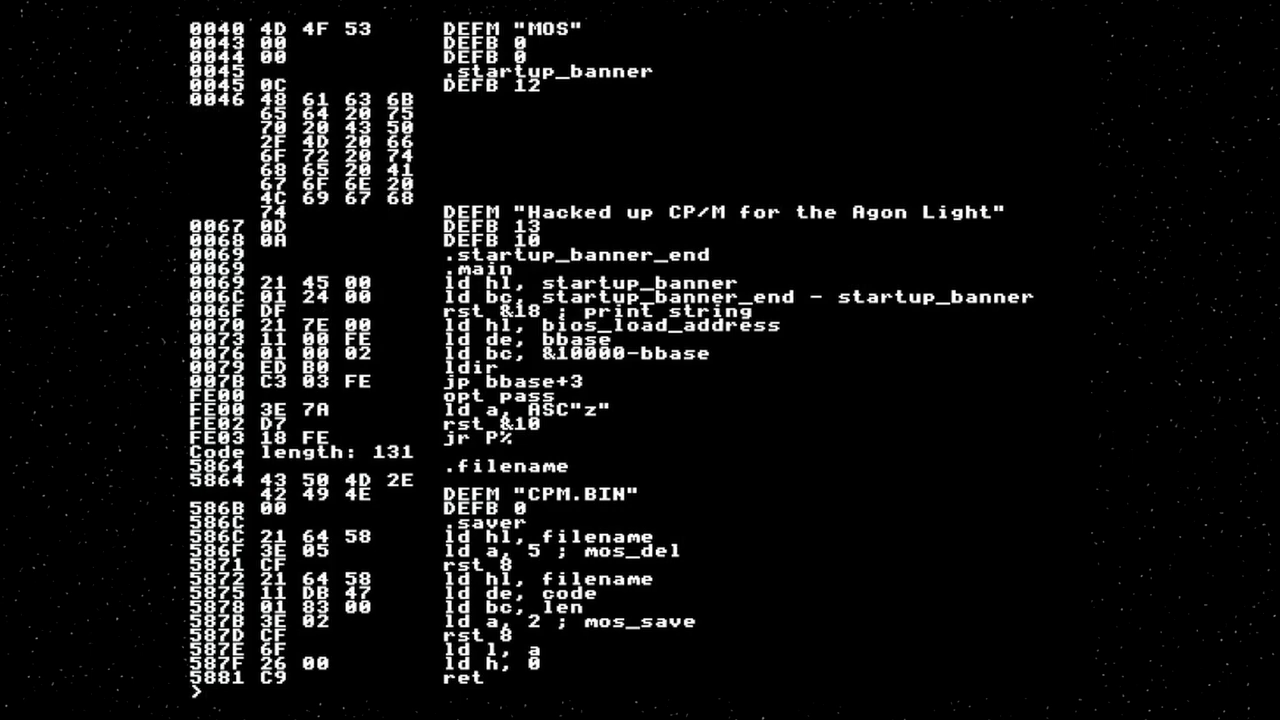 0040 4D 4F 53 DEFM "MOS"
0043 00 DEFB 0
0044 00 DEFB 0
0045 .startup_banner
0045 0C DEFB 12
0046 48 61 63 6B
65 64 20 75
70 20 43 50
2F 4D 20 66
6F 72 20 74
68 65 20 41
67 6F 6E 20
4C 69 67 68
74 DEFM "Hacked up CP/M for the Agon Light"
0067 0D DEFB 13
0068 0A DEFB 10
0069 .startup_banner_end
0069 .main
0069 21 45 00 ld hl, startup_banner
006C 01 24 00 ld bc, startup_banner_end - startup_banner
006F DF rst &18 ; print_string
0070 21 7E 00 ld hl, bios_load_address
0073 11 00 FE ld de, bbase
0076 01 00 02 ld bc, &10000-bbase
0079 ED B0 ldir
007B C3 03 FE jp bbase+3
FE00 opt pass
FE00 3E 7A ld a, ASC"z"
FE02 D7 rst &10
FE03 18 FE jr P%
Code length: 131
5864 .filename
5864 43 50 4D 2E
42 49 4E DEFM "CPM.BIN"
586B 00 DEFB 0
586C .saver
586C 21 64 58 ld hl, filename
586F 3E 05 ld a, 5 ; mos_del
5871 CF rst 8
5872 21 64 58 ld hl, filename
5875 11 DB 47 ld de, code
5878 01 83 00 ld bc, len
587B 3E 02 ld a, 2 ; mos_save
587D CF rst 8
587E 6F ld l, a
587F 26 00 ld h, 0
5881 C9 ret
>